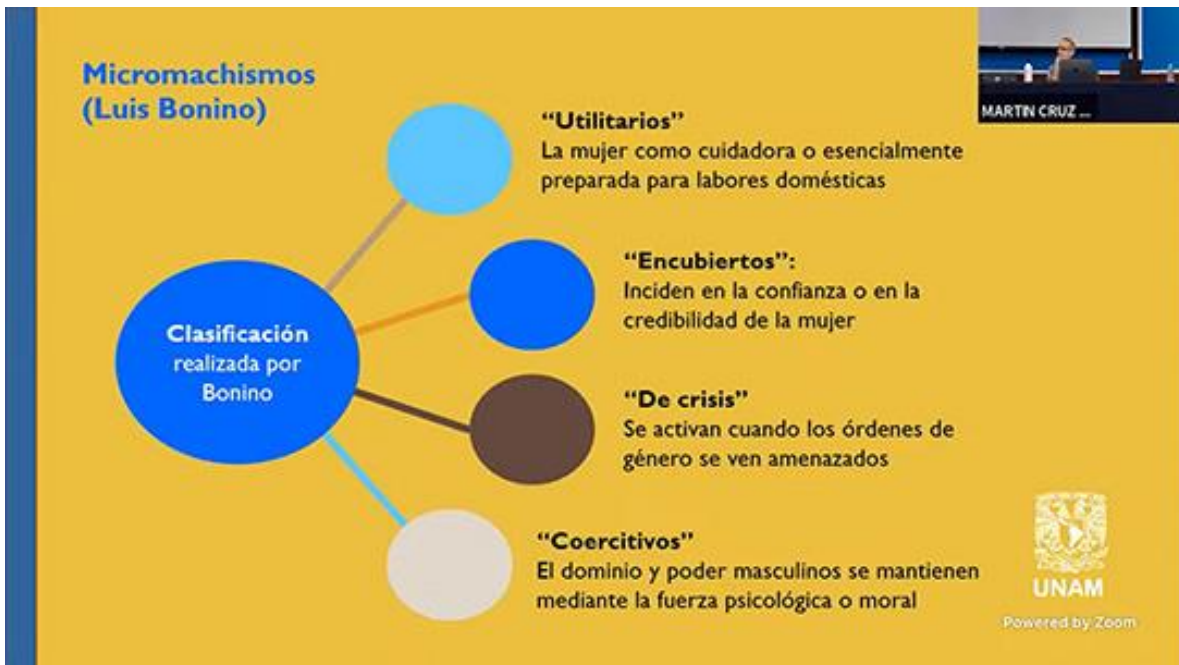 Micromachismos
(Luis Bonino)
MARTIN CRUZ ...
“Utilitarios”
La mujer como cuidadora o esencialmente
preparada para labores domésticas
“Encubiertos”:
Inciden en la confianza o en la
credibilidad de la mujer
Clasificación
realizada por
Bonino
“De crisis”
Se activan cuando los órdenes de
género se ven amenazados
“Coercitivos”
El dominio y poder masculinos se mantienen
mediante la fuerza psicológica o moral
UNAM
Powered by Zoom